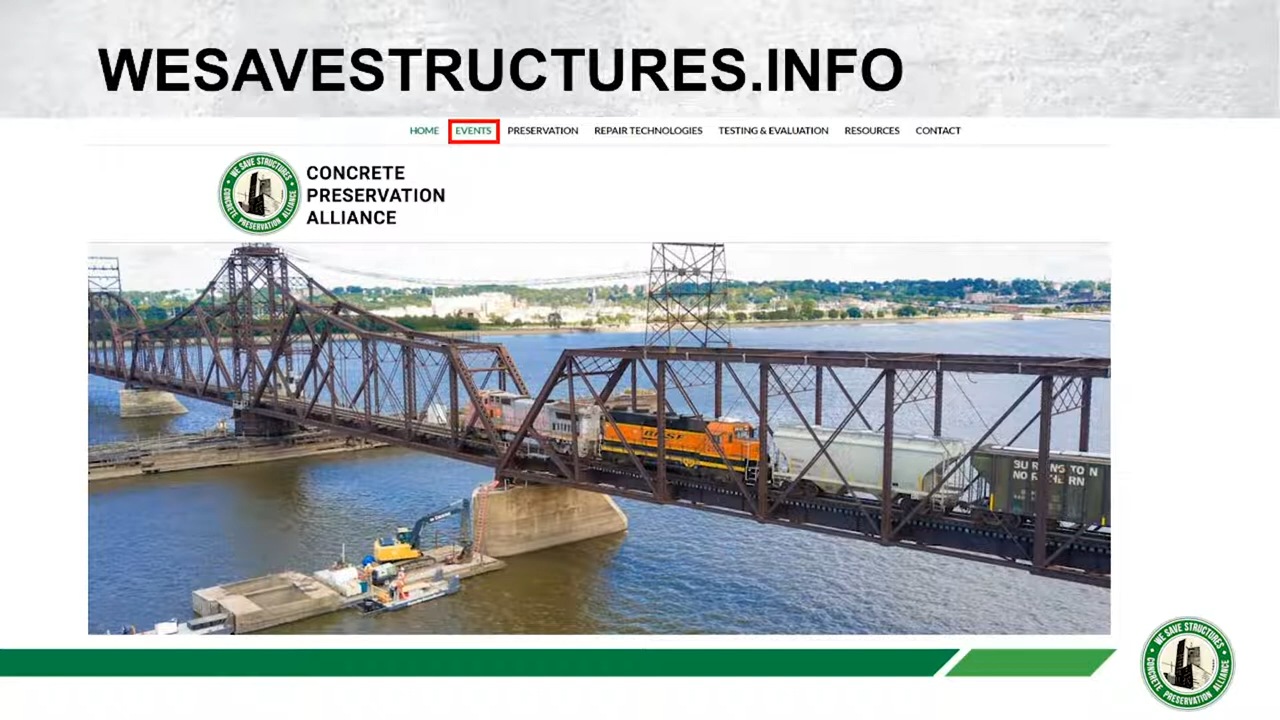 WESAVESTRUCTURES.INFO
HOME EVENTS PRESERVATION REPAIR TECHNOLOGIES TESTING & EVALUATION RESOURCES CONTACT
WE SAVE STRUCTURES
CONCRETE PRESERVATION ALLIANCE
CONCRETE
PRESERVATION
ALLIANCE
BNSF
BURLINGTON
NORTHERN
WE SAVE STRUCTURES
CONCRETE PRESERVATION ALLIANCE